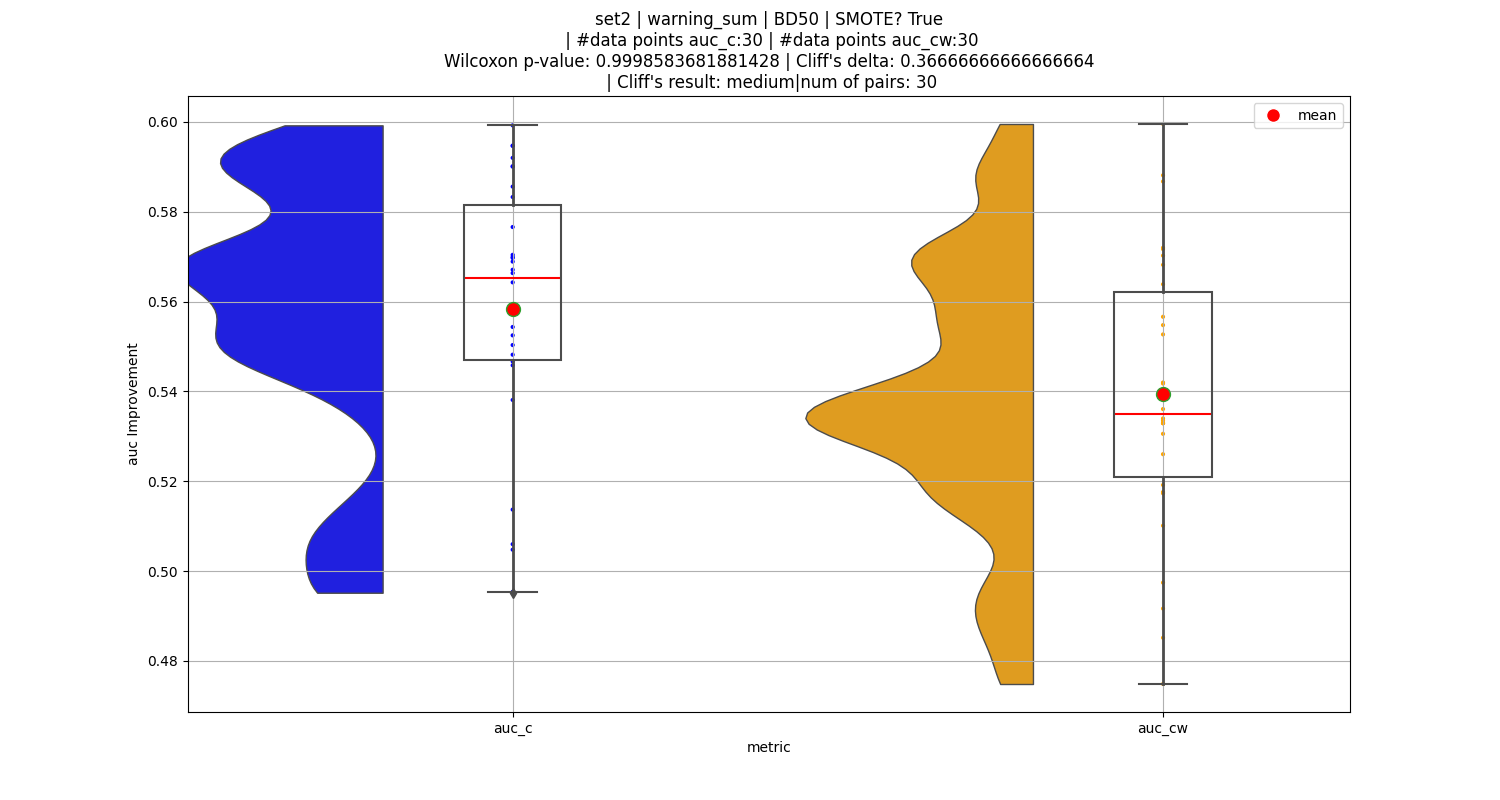 set2 | warning_sum | BD50 | SMOTE? True
| #data points auc_c:30 | #data points auc_cw:30
Wilcoxon p-value: 0.9998583681881428 | Cliff's delta: 0.36666666666666664
| Cliff's result: medium|num of pairs: 30
mean
0.60
0.58
0.56
0.54
0.52
0.50
0.48
auc Improvement
auc_c
auc_cw
metric